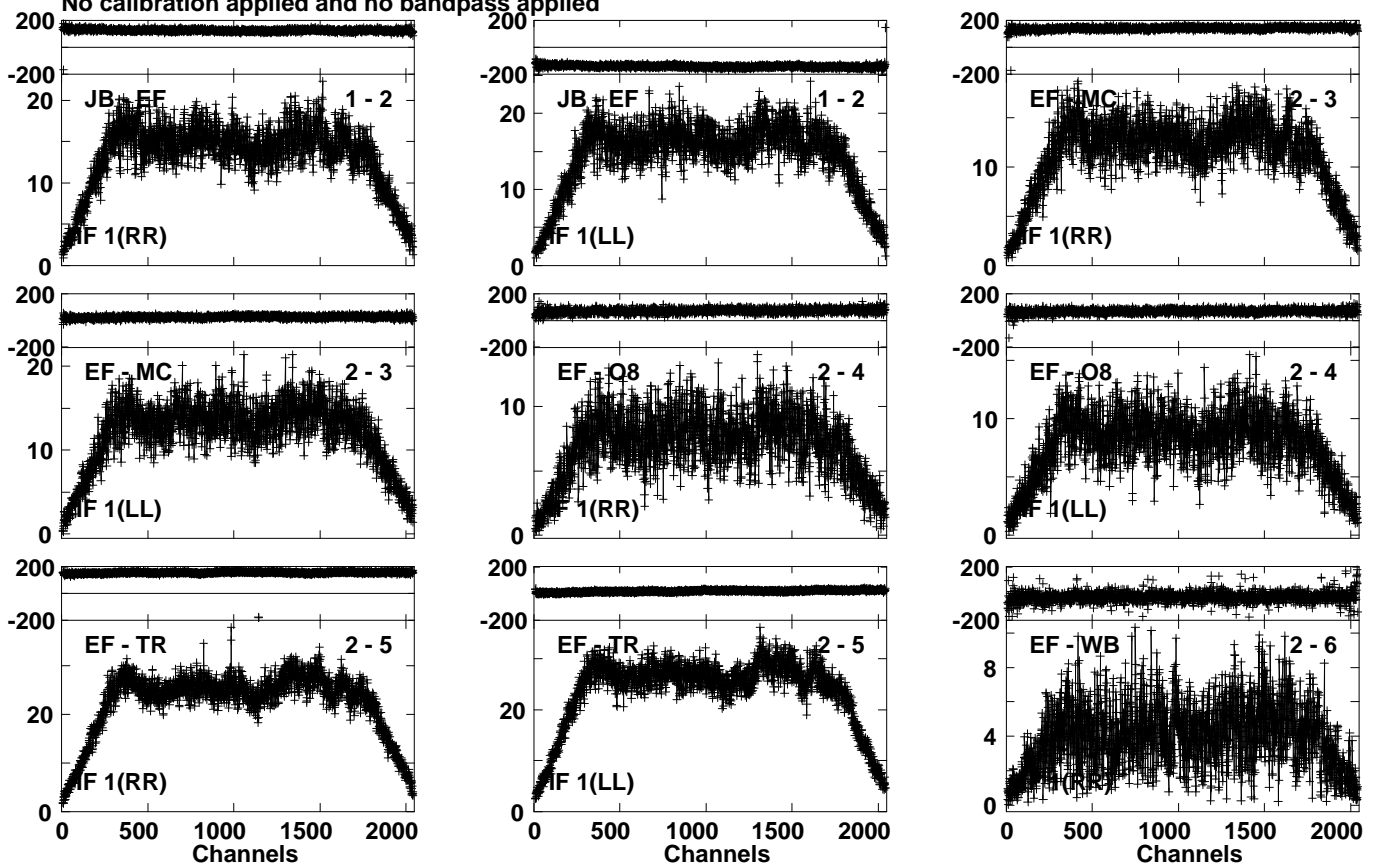 No calibration applied and no bandpass applied
200
-200
JB - EF 1 - 2
20
10
0
IF 1(RR)
200
-200
JB - EF 1 - 2
20
10
0
IF 1(LL)
200
-200
EF - MC 2 - 3
10
0
IF 1(RR)
200
-200
EF - MC 2 - 3
20
10
0
IF 1(LL)
200
-200
EF - O8 2 - 4
10
0
IF 1(RR)
200
-200
EF - O8 2 - 4
10
0
IF 1(LL)
200
-200
EF - TR 2 - 5
20
0
IF 1(RR)
0 500 1000 1500 2000
Channels
200
-200
EF - TR 2 - 5
20
0
IF 1(LL)
0 500 1000 1500 2000
Channels
200
-200
EF - WB 2 - 6
8
4
0
1(RR)
0 500 1000 1500 2000
Channels